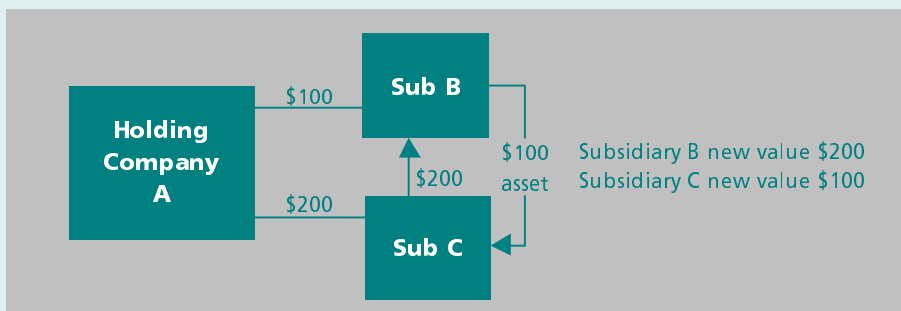 Holding
Company
A
$100
$200
Sub B
$200
Sub C
$100
asset
Subsidiary B new value $200
Subsidiary C new value $100